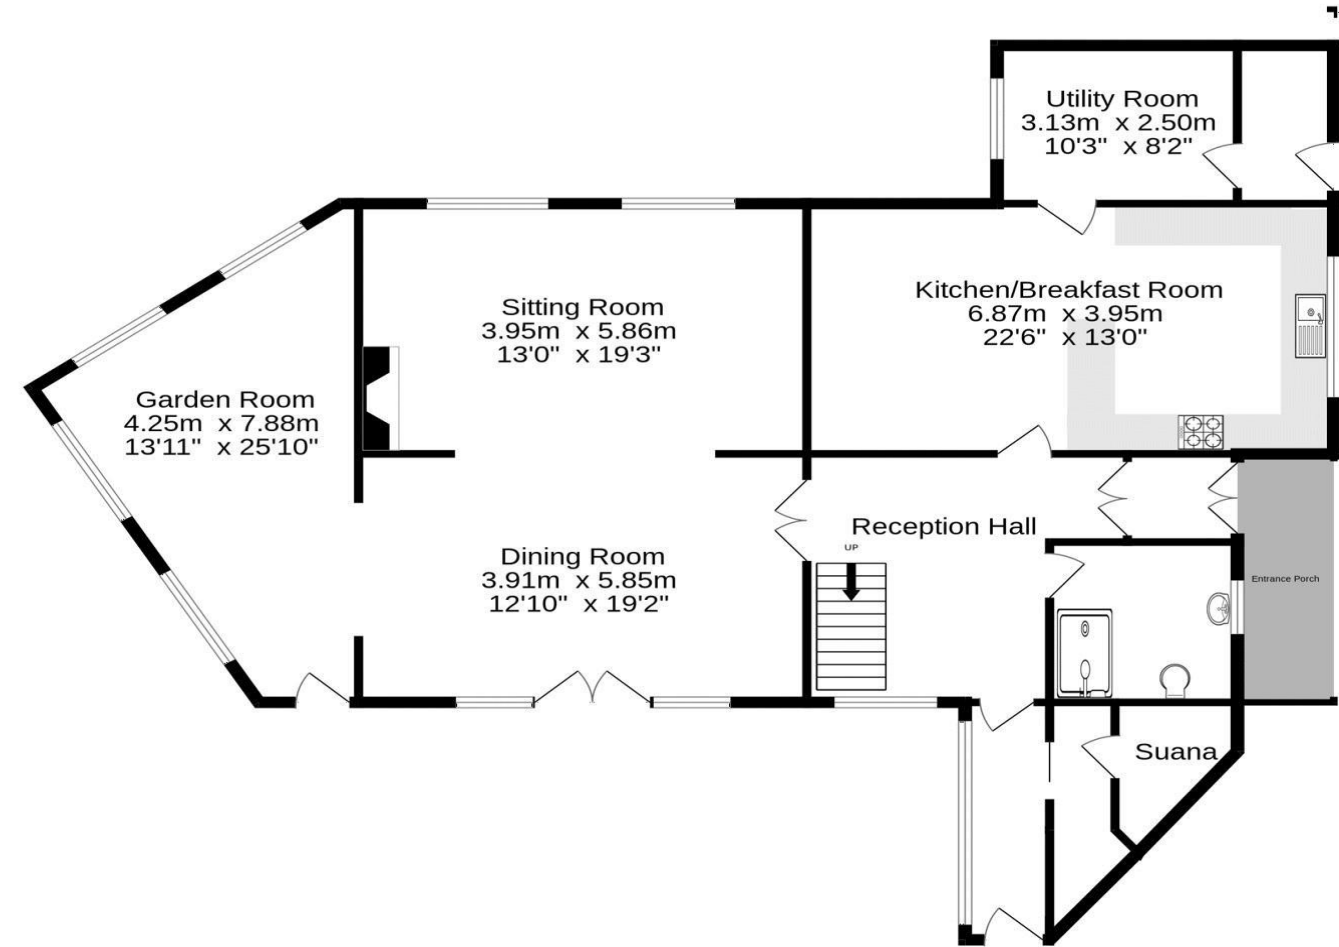 Utility Room
3.13m  x 2.50m
10'3"  x 8'2"
Kitchen/Breakfast Room
6.87m  x 3.95m
22'6"  x 13'0"
Sitting Room
3.95m  x 5.86m
13'0"  x 19'3"
Garden Room
4.25m  x 7.88m
13'11"  x 25'10"
Reception Hall
UP
Dining Room
3.91m  x 5.85m
12'10"  x 19'2"
Entrance Porch
Suana